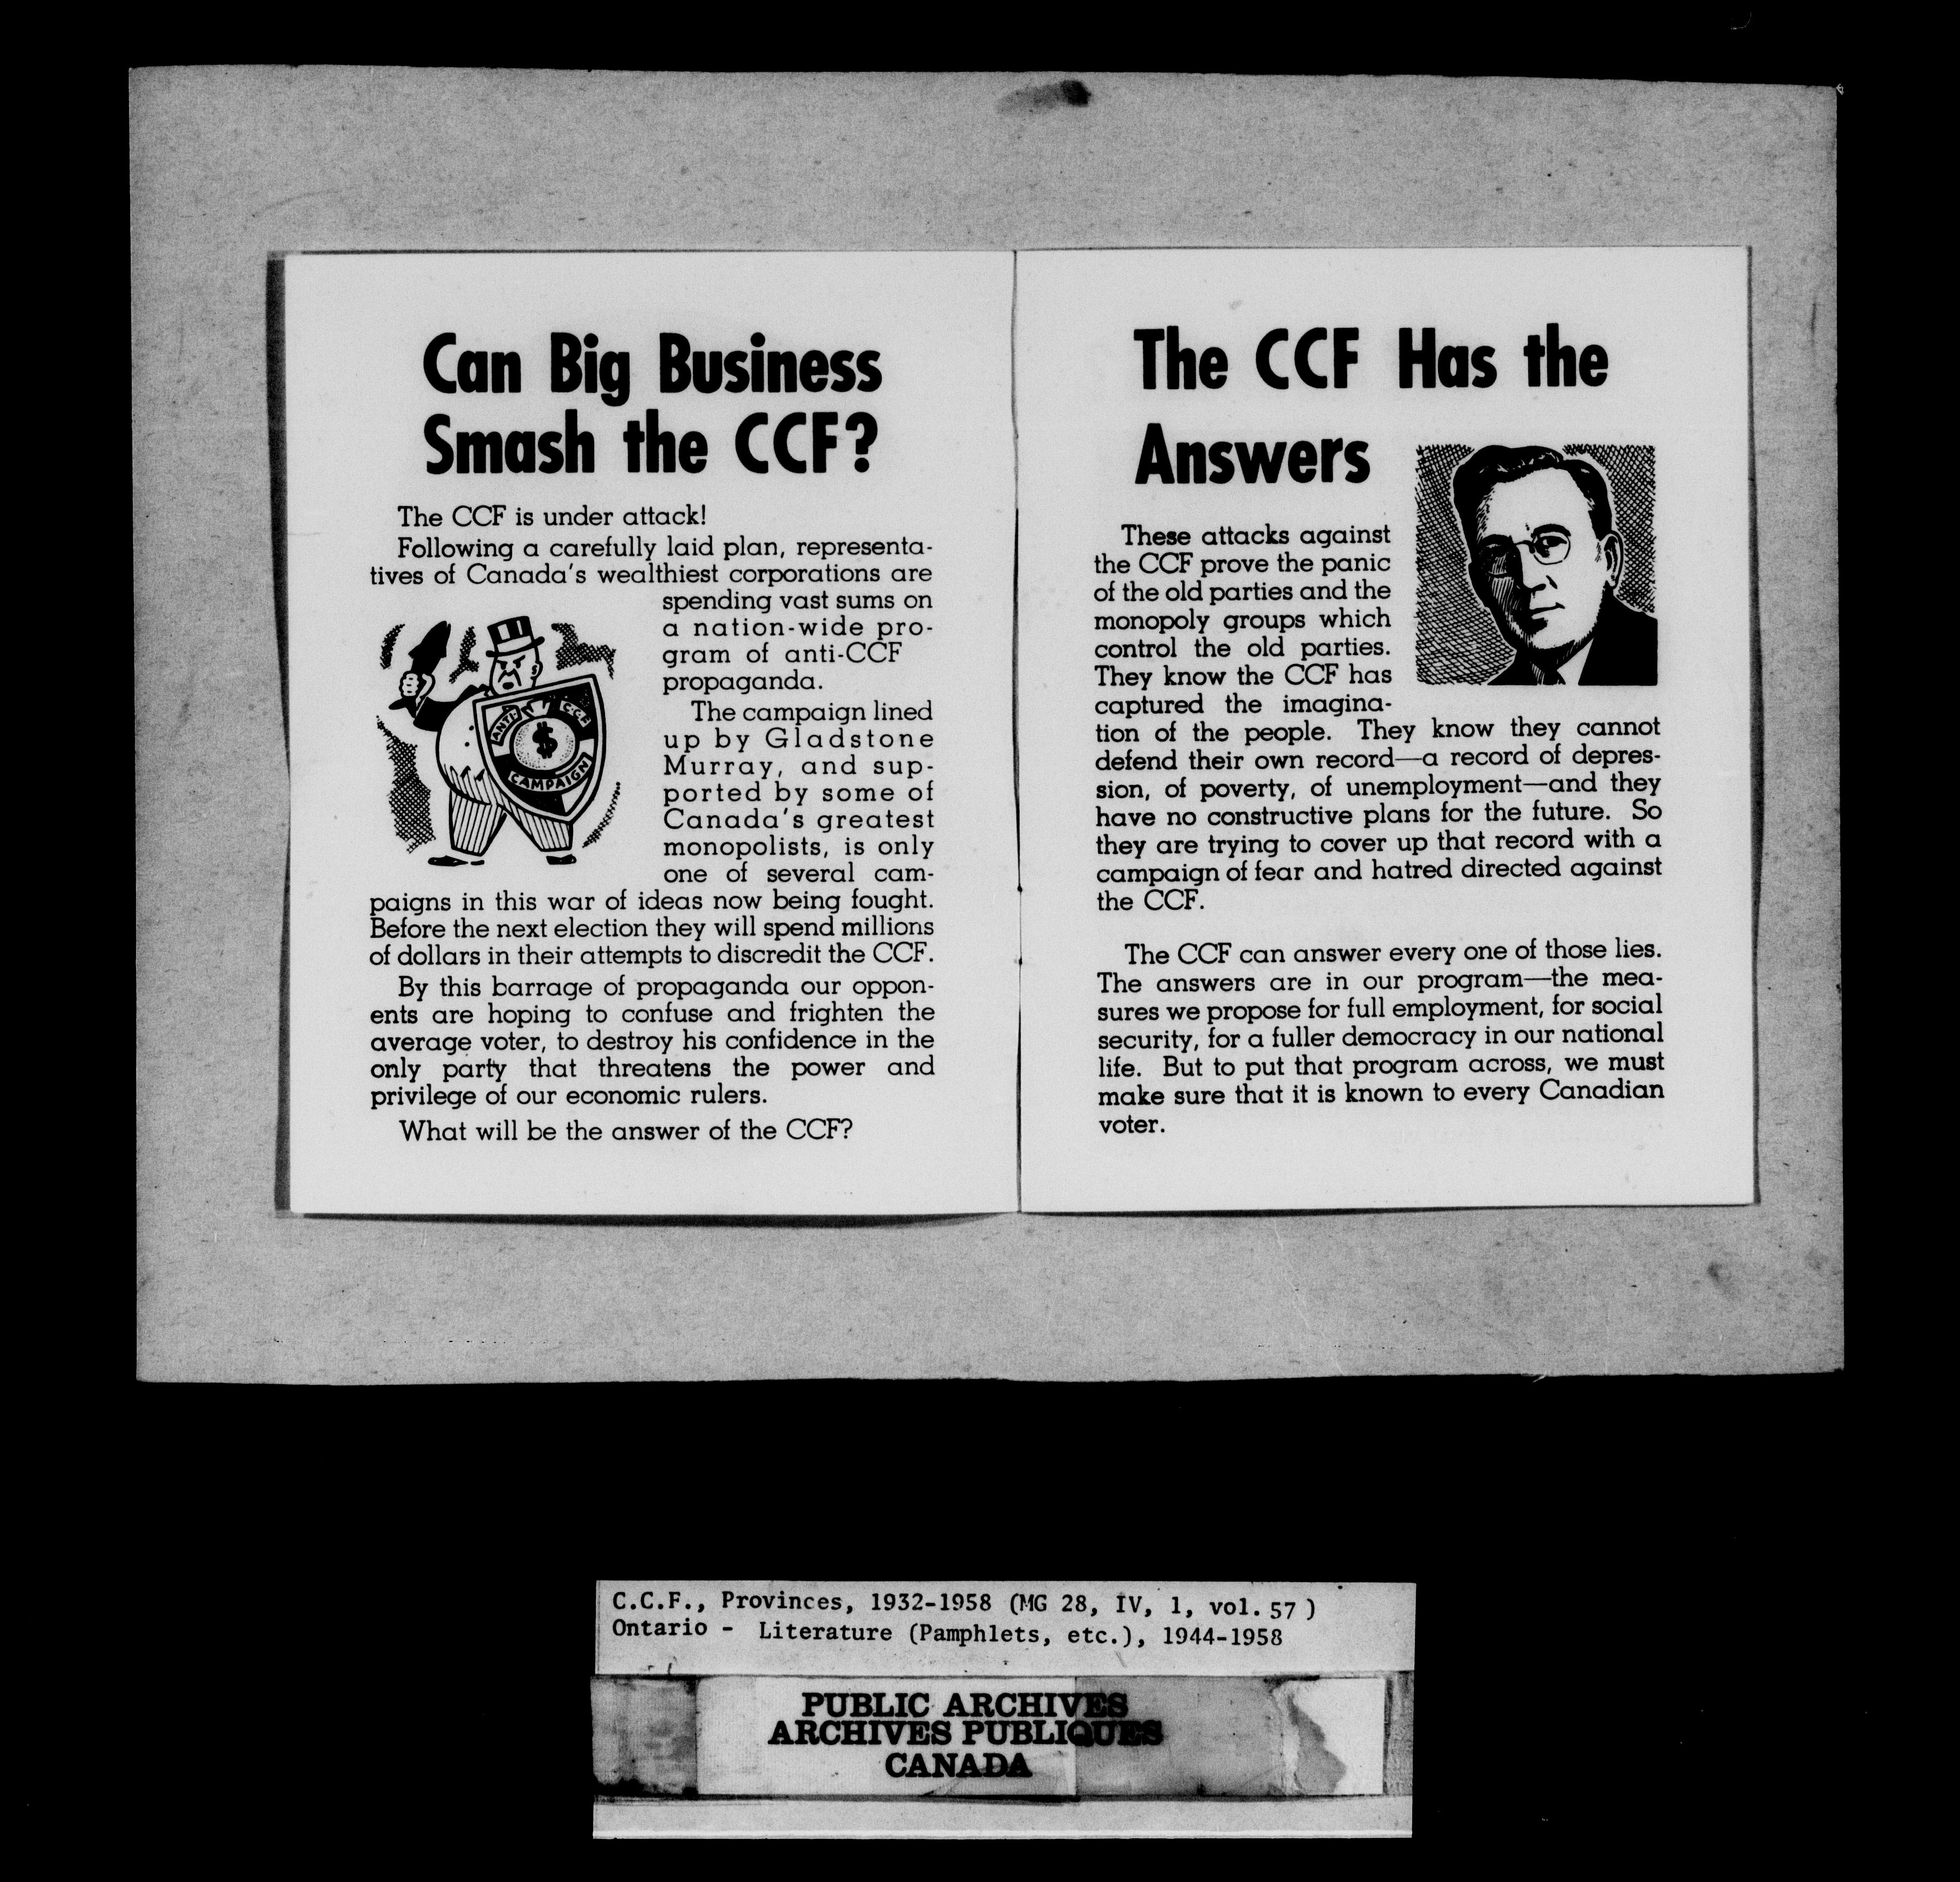 Can Big Business
Smash the CCF?
The CCF is under attack!
Following a carefully laid plan, representa-
tives of Canada's wealthiest corporations are
spending vast sums on
a nation-wide pro-
gram of anti-CCF
propaganda.
The campaign lined
up by Gladstone
Murray, and sup-
ported by some of
Canada's greatest
monopolists, is only
one of several cam-
paigns in this war of ideas now being fought.
Before the next election they will spend millions
of dollars in their attempts to discredit the CCF.
By this barrage of propaganda our oppon-
ents are hoping to confuse and frighten the
average voter, to destroy his confidence in the
only party that threatens the power and
privilege of our economic rulers.
What will be the answer of the CCF?
ANTI-C·C·F
$
CAMPAIGN
The CCF Has the
Answers
These attacks against
the CCF prove the panic
of the old parties and the
monopoly groups which
control the old parties.
They know the CCF has
captured the imagina-
tion of the people. They know they cannot
defend their own record—a record of depres-
sion, of poverty, of unemployment—and they
have no constructive plans for the future. So
they are trying to cover up that record with a
campaign of fear and hatred directed against
the CCF.
The CCF can answer every one of those lies.
The answers are in our program—the mea-
sures we propose for full employment, for social
security, for a fuller democracy in our national
life. But to put that program across, we must
make sure that it is known to every Canadian
voter.
C.C.F., Provinces, 1932-1958 (MG 28, IV, 1, vol. 57 )
Ontario - Literature (Pamphlets, etc.), 1944-1958
PUBLIC ARCHIVES
ARCHIVES PUBLIQUES
CANADA